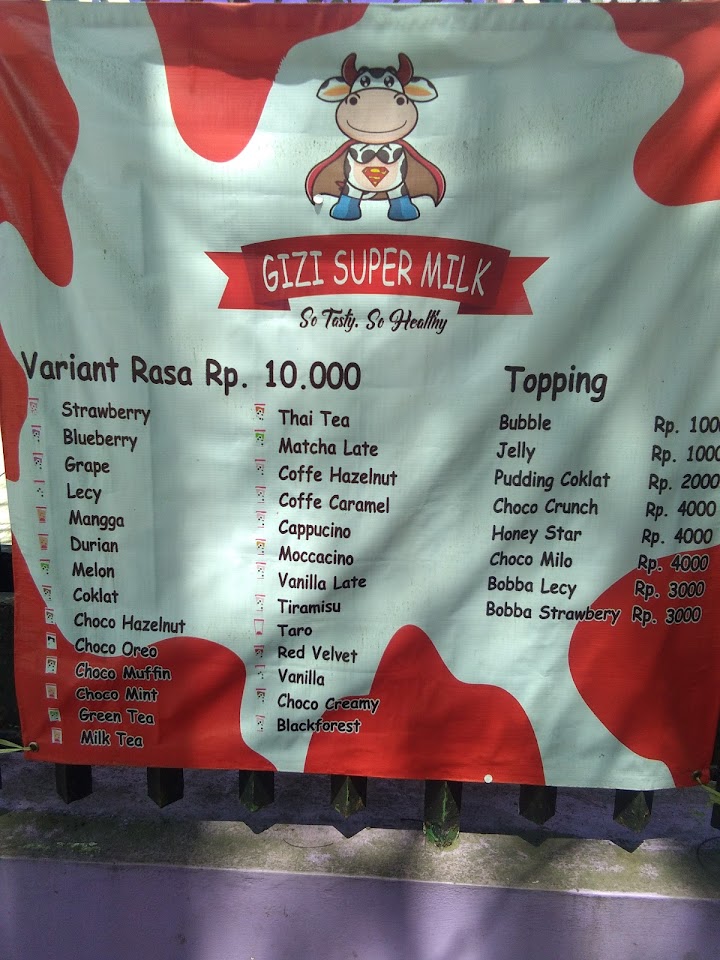 GIZI SUPER MILK
So Tasty. So Healthy
Variant Rasa Rp. 10.000
Strawberry
Blueberry
Grape
Lecy
Mangga
Durian
Melon
Coklat
Choco Hazelnut
Choco Oreo
Choco Muffin
Choco Mint
Green Tea
Milk Tea
Thai Tea
Matcha Late
Coffe Hazelnut
Coffe Caramel
Cappucino
Moccacino
Vanilla Late
Tiramisu
Taro
Red Velvet
Vanilla
Choco Creamy
Blackforest
Topping
Bubble Rp. 100
Jelly Rp. 1000
Pudding Coklat Rp. 2000
Choco Crunch Rp. 4000
Honey Star Rp. 4000
Choco Milo Rp. 4000
Bobba Lecy Rp. 3000
Bobba Strawbery Rp. 3000